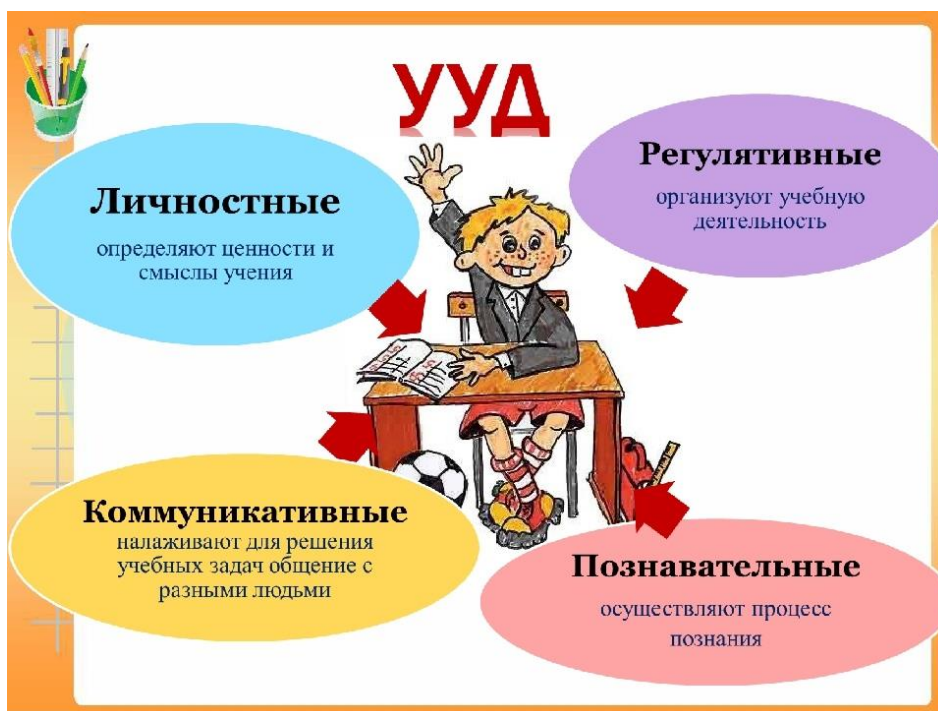 УУД
Личностные
определяют ценности и
смыслы учения
Регулятивные
организуют учебную
деятельность
Коммуникативные
налаживают для решения
учебных задач общение с
разными людьми
Познавательные
осуществляют процесс
познания